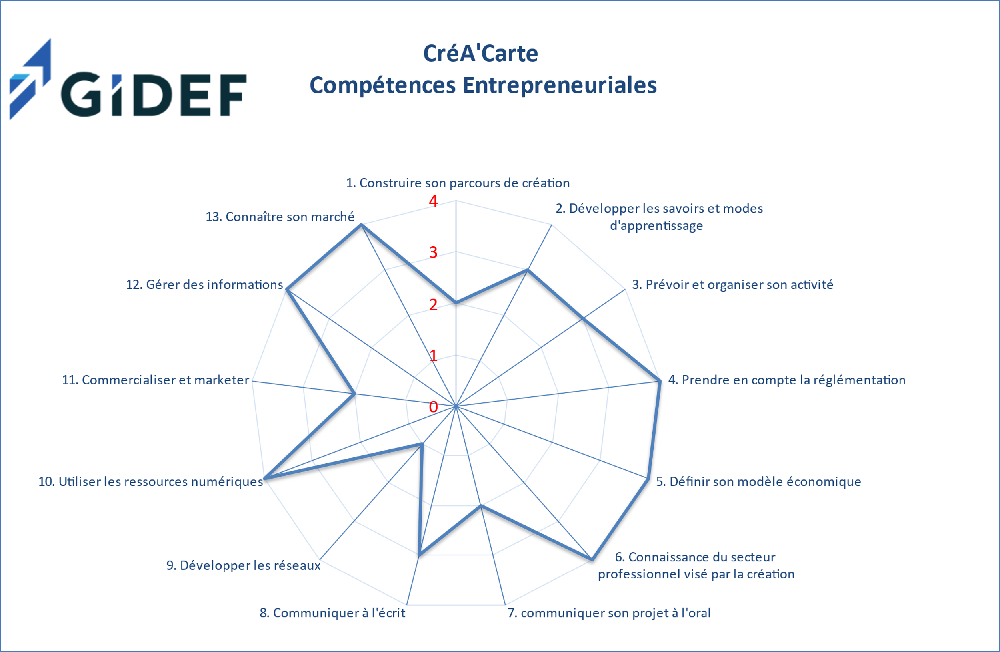 GiDEF
CréA'Carte
Compétences Entrepreneuriales
1. Construire son parcours de création
2. Développer les savoirs et modes
d'apprentissage
3. Prévoir et organiser son activité
4. Prendre en compte la réglémentation
5. Définir son modèle économique
6. Connaissance du secteur
professionnel visé par la création
7. communiquer son projet à l'oral
8. Communiquer à l'écrit
9. Développer les réseaux
10. Utiliser les ressources numériques
11. Commercialiser et marketer
12. Gérer des informations
13. Connaître son marché
4
3
2
1
0